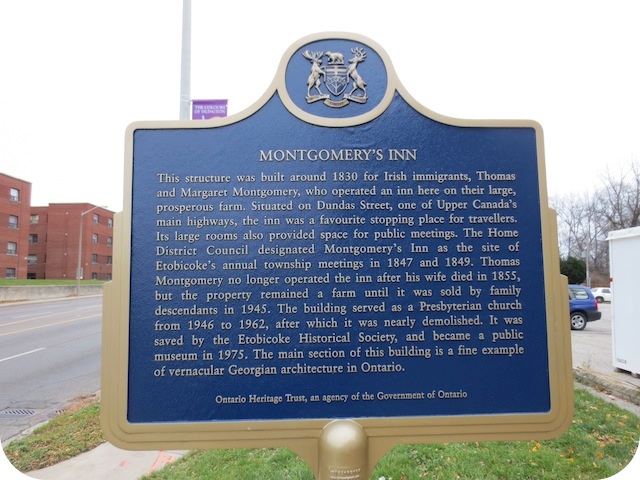 THE KINGSWAY
MONTGOMERY'S INN
This structure was built around 1830 for Irish immigrants, Thomas
and Margaret Montgomery, who operated an inn here on their large,
prosperous farm. Situated on Dundas Street, one of Upper Canada's
main highways, the inn was a favourite stopping place for travellers.
Its large rooms also provided space for public meetings. The Home
District Council designated Montgomery's Inn as the site of
Etobicoke's annual township meetings in 1847 and 1849. Thomas
Montgomery no longer operated the inn after his wife died in 1855,
but the property remained a farm until it was sold by family
descendants in 1945. The building served as a Presbyterian church
from 1946 to 1962, after which it was nearly demolished. It was
saved by the Etobicoke Historical Society, and became a public
museum in 1975. The main section of this building is a fine example
of vernacular Georgian architecture in Ontario.
Ontario Heritage Trust, an agency of the Government of Ontario